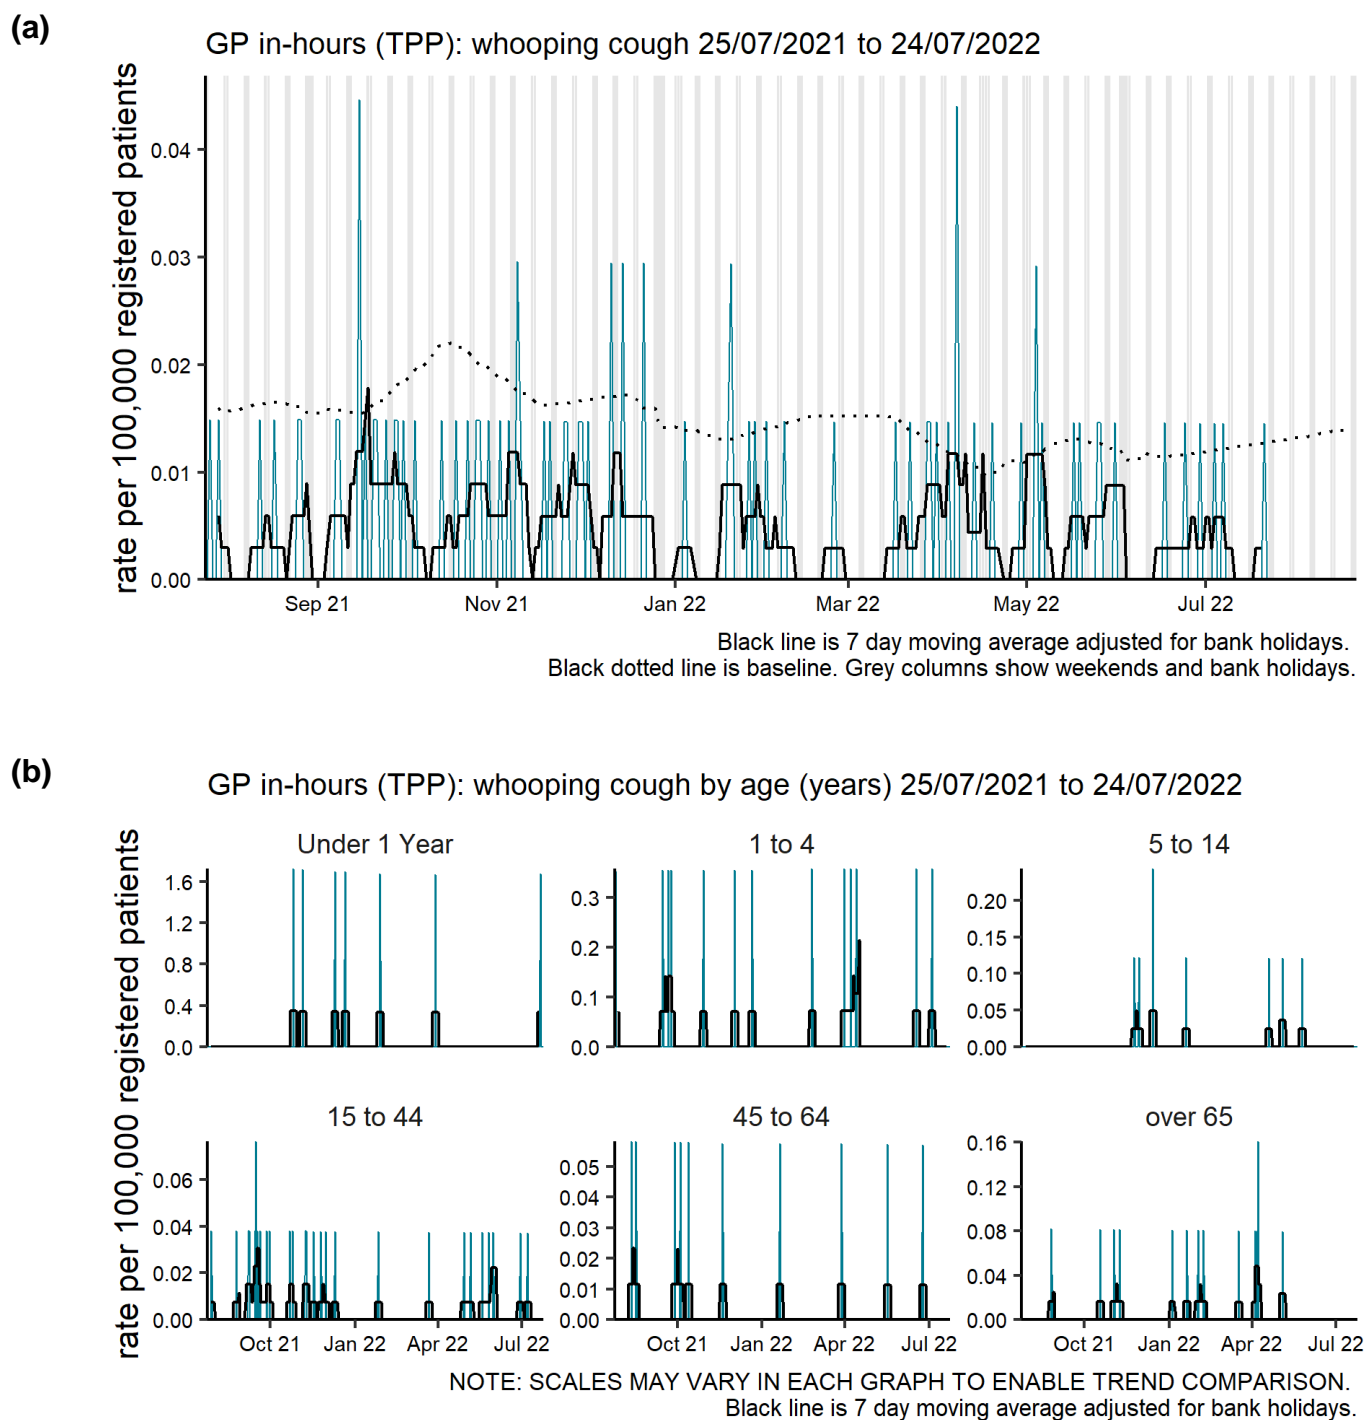 (a)
GP in-hours (TPP): whooping cough 25/07/2021 to 24/07/2022
rate per 100,000 registered patients
0.04
0.03
0.02
0.01
0.00
Sep 21 Nov 21 Jan 22 Mar 22 May 22 Jul 22
Black line is 7 day moving average adjusted for bank holidays.
Black dotted line is baseline. Grey columns show weekends and bank holidays.
(b)
GP in-hours (TPP): whooping cough by age (years) 25/07/2021 to 24/07/2022
rate per 100,000 registered patients
Under 1 Year
1.6
1.2
0.8
0.4
0.0
1 to 4
0.3
0.2
0.1
0.0
5 to 14
0.20
0.15
0.10
0.05
0.00
15 to 44
0.06
0.04
0.02
0.00
Oct 21 Jan 22 Apr 22 Jul 22
45 to 64
0.05
0.04
0.03
0.02
0.01
0.00
Oct 21 Jan 22 Apr 22 Jul 22
over 65
0.16
0.12
0.08
0.04
0.00
Oct 21 Jan 22 Apr 22 Jul 22
NOTE: SCALES MAY VARY IN EACH GRAPH TO ENABLE TREND COMPARISON.
Black line is 7 day moving average adjusted for bank holidays.